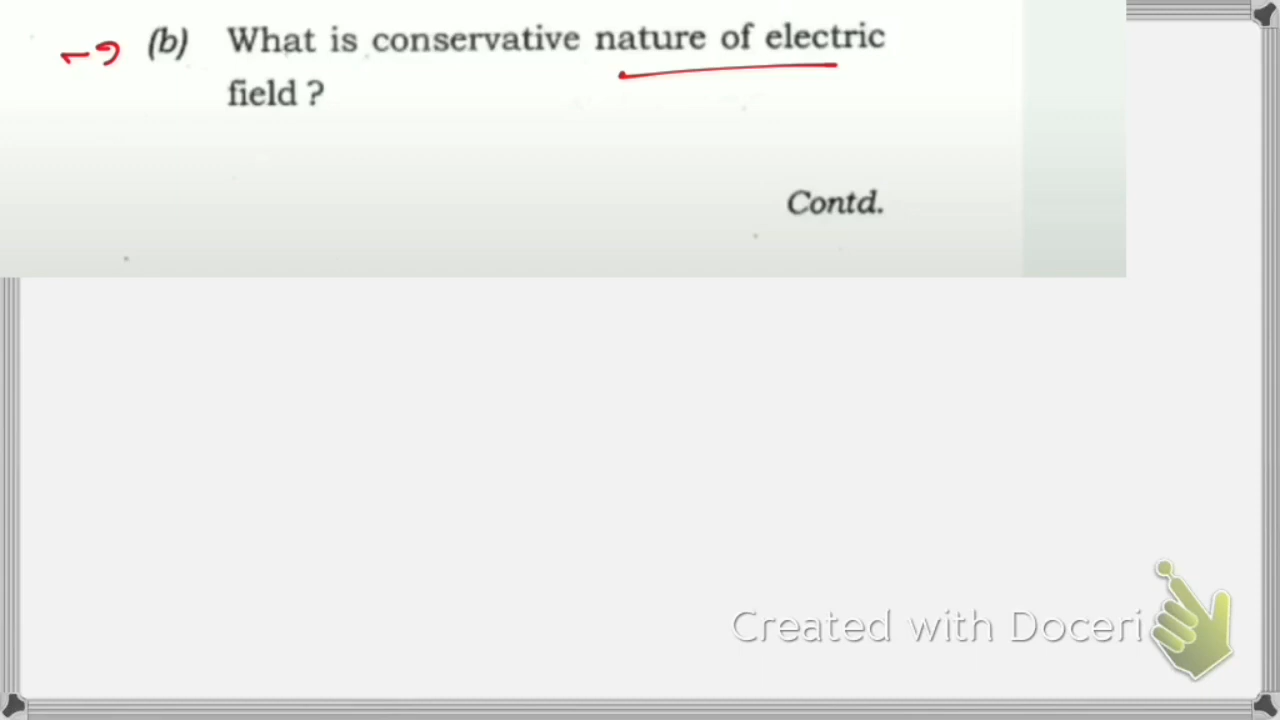 (b) What is conservative nature of electric
field ?
Contd.
Created with Doceri